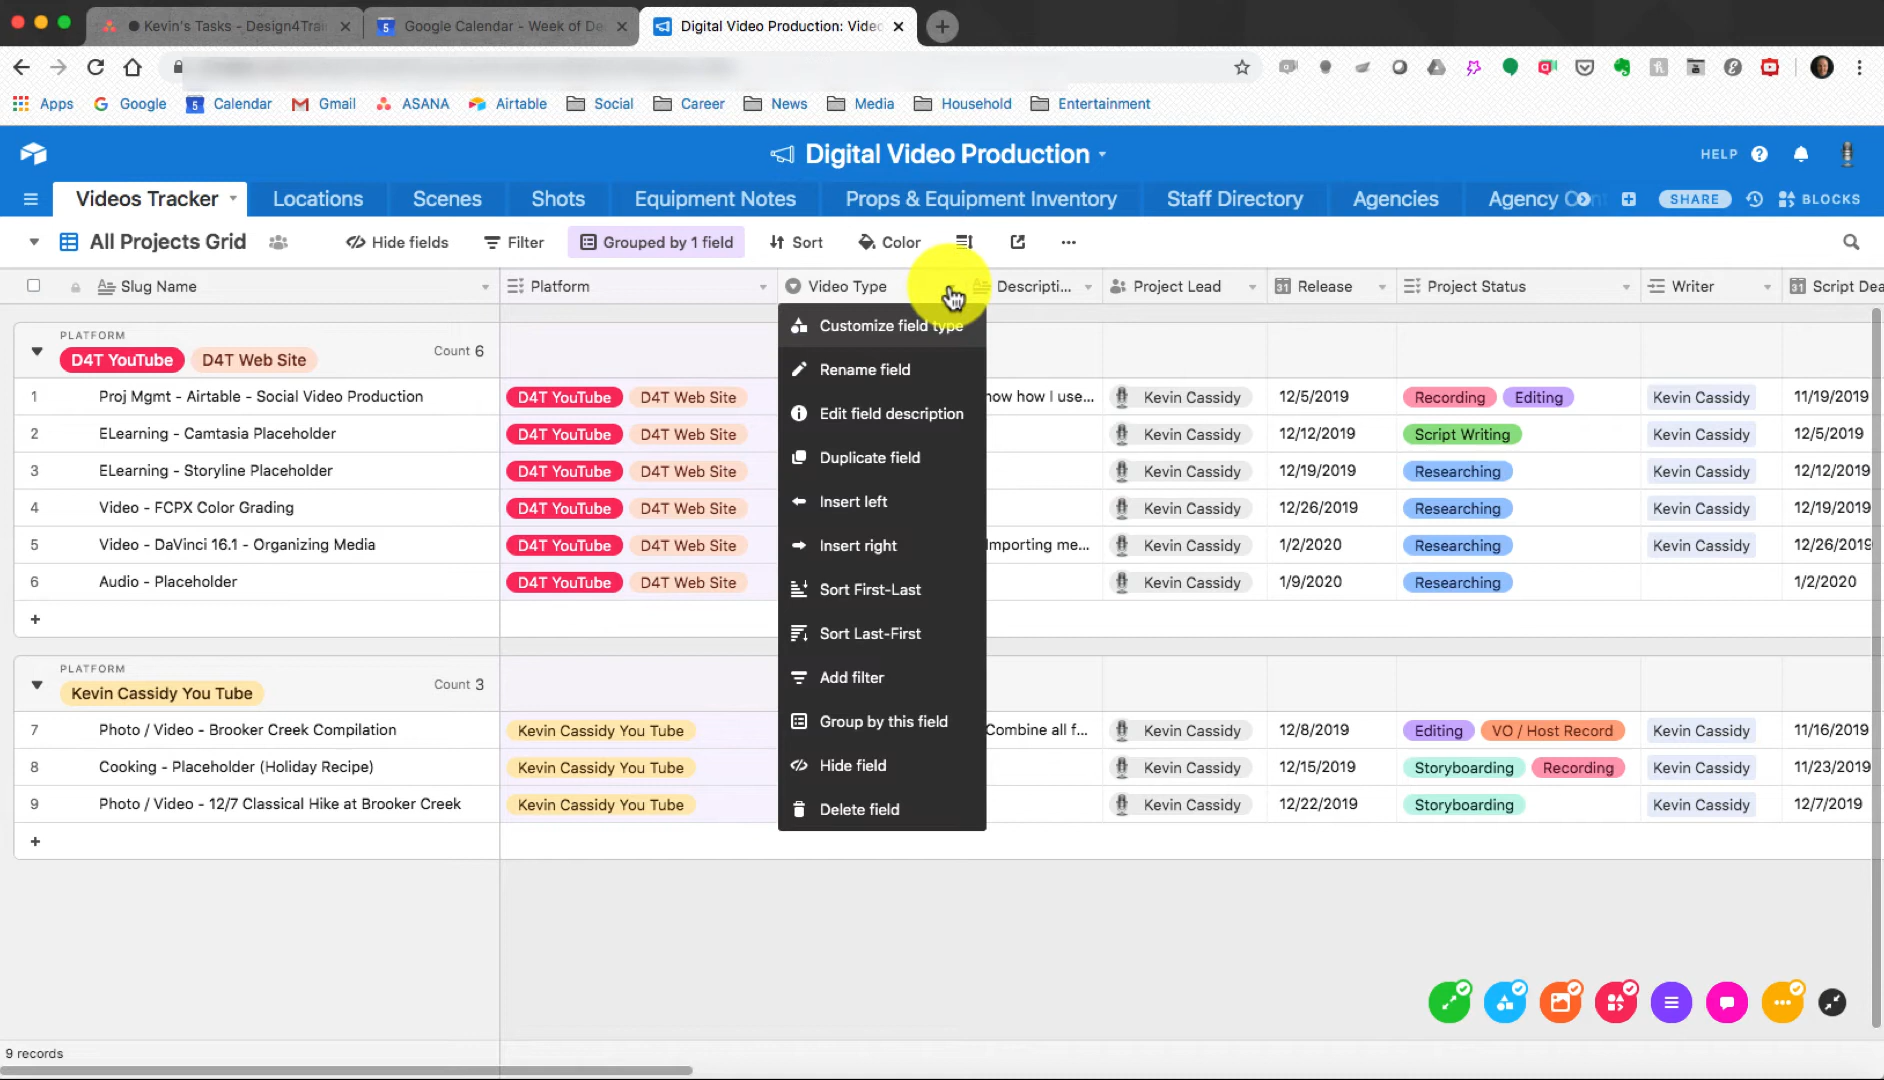 Kevin's Tasks - Design4Trai
Google Calendar - Week of De
Digital Video Production: Video
Apps Google Calendar Gmail ASANA Airtable Social Career News Media Household Entertainment
Digital Video Production
HELP
Videos Tracker Locations Scenes Shots Equipment Notes Props & Equipment Inventory Staff Directory Agencies Agency Cont SHARE BLOCKS
All Projects Grid Hide fields Filter Grouped by 1 field Sort Color
Slug Name Platform Video Type Descripti... Project Lead Release Project Status Writer Script Dea
PLATFORM
D4T YouTube D4T Web Site Count 6
1 Proj Mgmt - Airtable - Social Video Production D4T YouTube D4T Web Site how how I use... Kevin Cassidy 12/5/2019 Recording Editing Kevin Cassidy 11/19/2019
2 ELearning - Camtasia Placeholder D4T YouTube D4T Web Site Kevin Cassidy 12/12/2019 Script Writing Kevin Cassidy 12/5/2019
3 ELearning - Storyline Placeholder D4T YouTube D4T Web Site Kevin Cassidy 12/19/2019 Researching Kevin Cassidy 12/12/2019
4 Video - FCPX Color Grading D4T YouTube D4T Web Site Kevin Cassidy 12/26/2019 Researching Kevin Cassidy 12/19/2019
5 Video - DaVinci 16.1 - Organizing Media D4T YouTube D4T Web Site Importing me... Kevin Cassidy 1/2/2020 Researching Kevin Cassidy 12/26/2019
6 Audio - Placeholder D4T YouTube D4T Web Site Kevin Cassidy 1/9/2020 Researching 1/2/2020
+
PLATFORM
Kevin Cassidy You Tube Count 3
7 Photo / Video - Brooker Creek Compilation Kevin Cassidy You Tube Combine all f... Kevin Cassidy 12/8/2019 Editing VO / Host Record Kevin Cassidy 11/16/2019
8 Cooking - Placeholder (Holiday Recipe) Kevin Cassidy You Tube Kevin Cassidy 12/15/2019 Storyboarding Recording Kevin Cassidy 11/23/2019
9 Photo / Video - 12/7 Classical Hike at Brooker Creek Kevin Cassidy You Tube Kevin Cassidy 12/22/2019 Storyboarding Kevin Cassidy 12/7/2019
+
Customize field type
Rename field
Edit field description
Duplicate field
Insert left
Insert right
Sort First-Last
Sort Last-First
Add filter
Group by this field
Hide field
Delete field
9 records